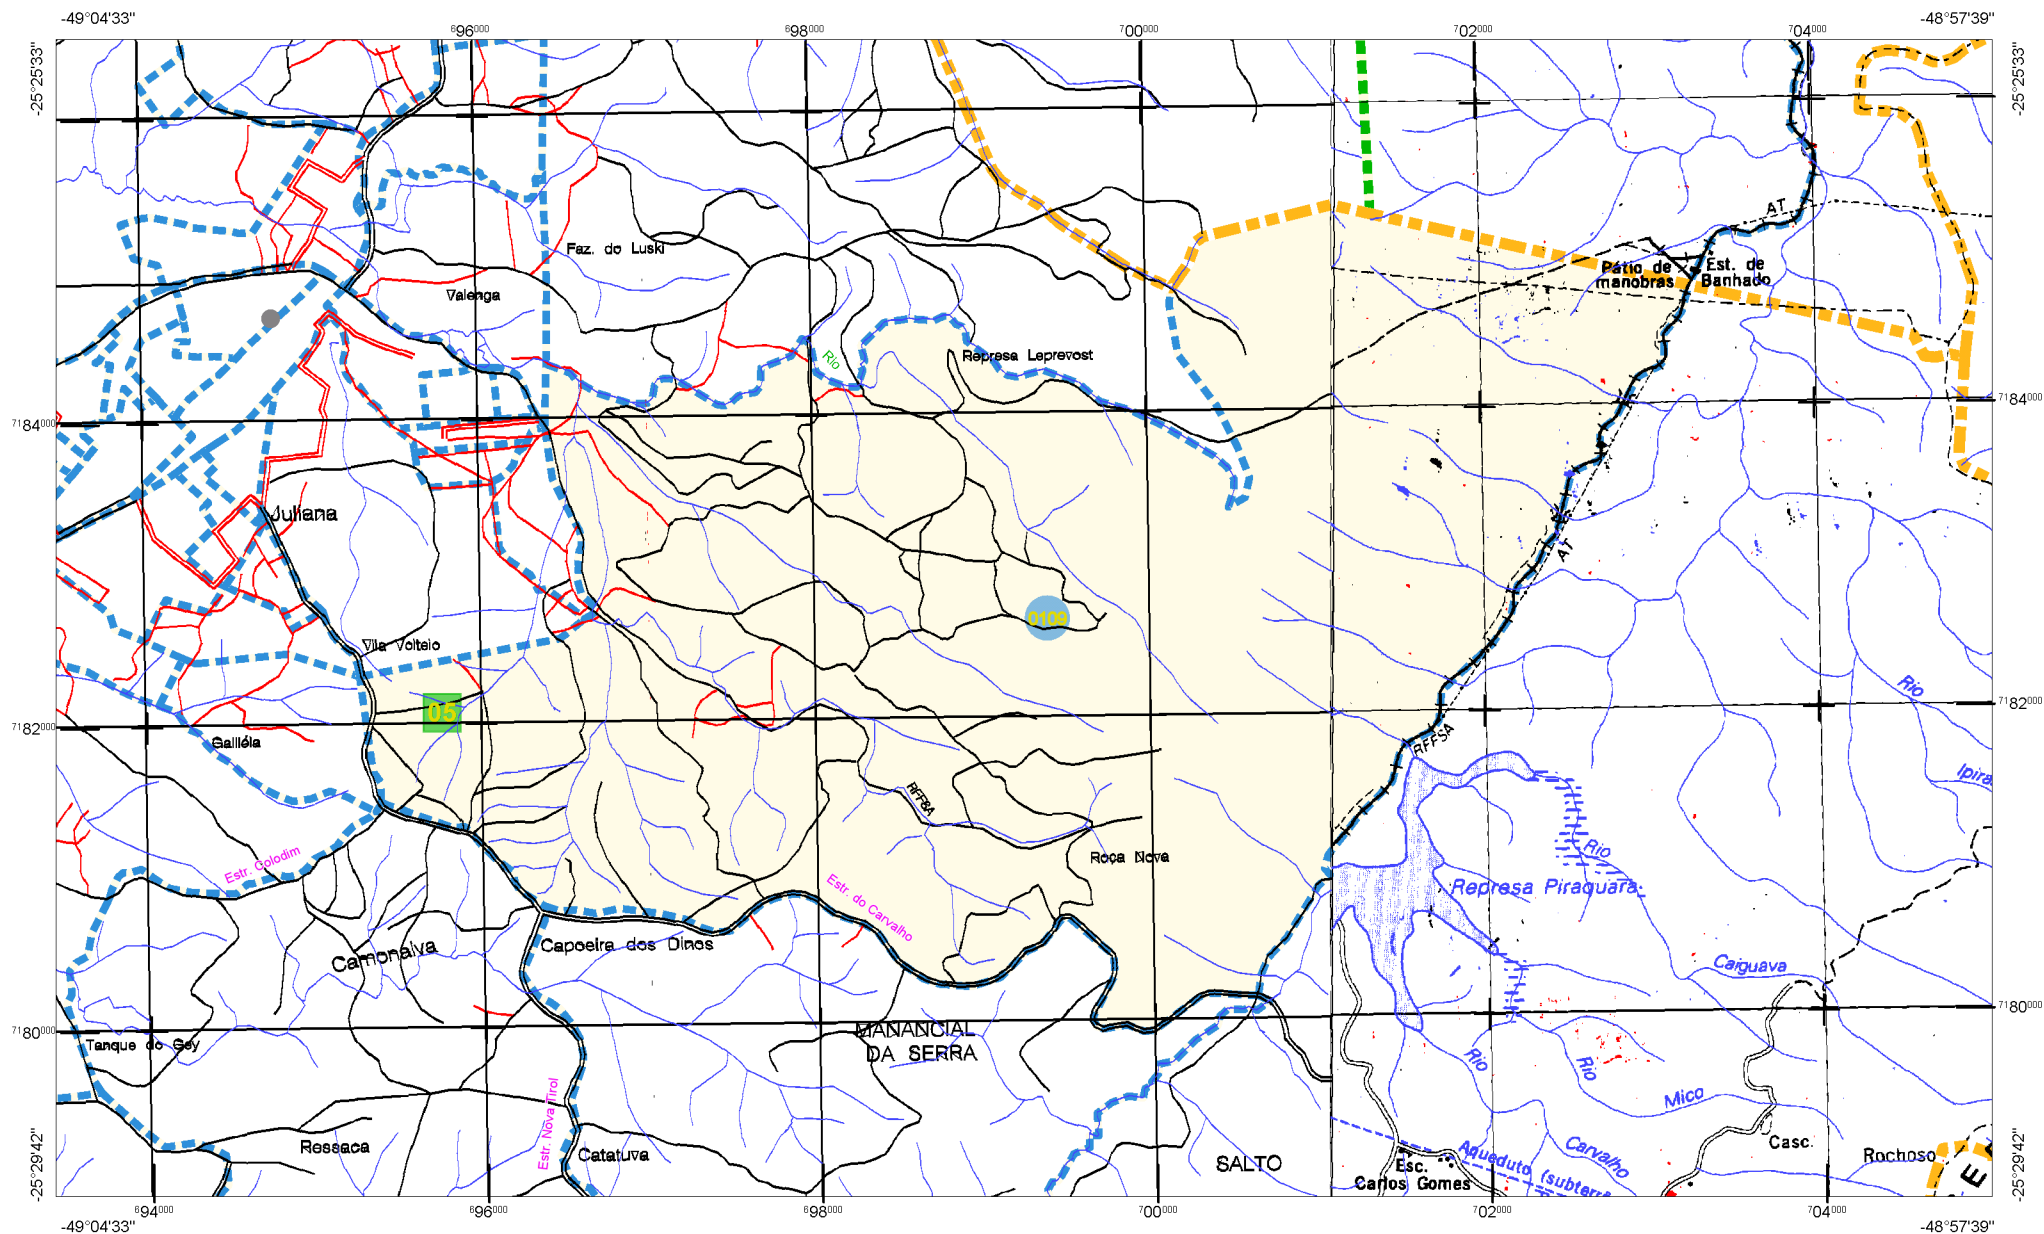 -49°04'33"
-48°57'39"
696000
698000
700000
702000
704000
-25°25'33"
-25°25'33"
AT
Faz. do Luski
Pátio de
manobras
Est. de
Banhado
Valenga
Rio
Represa Leprevost
7184000
7184000
Juliana
AT
0109
Vila Volteio
Rio
05
7182000
7182000
Galiléia
RFFSA
Ipira
RFFSA
Rio
Roça Nova
Estr. Colodim
Represa Piraquara
Estr. do Carvalho
Capoeira dos Dinos
Camonaiva
Caiguava
7180000
7180000
MANANCIAL
DA SERRA
Tanque do Gey
Rio
Rio
Mico
Estr. Nova Tirol
Ressaca
Catatuva
SALTO
Esc.
Carlos Gomes
Aqueduto (subterr
Carvalho
Casc.
Rochoso
E
-25°29'42"
-25°29'42"
694000
696000
698000
700000
702000
704000
-49°04'33"
-48°57'39"